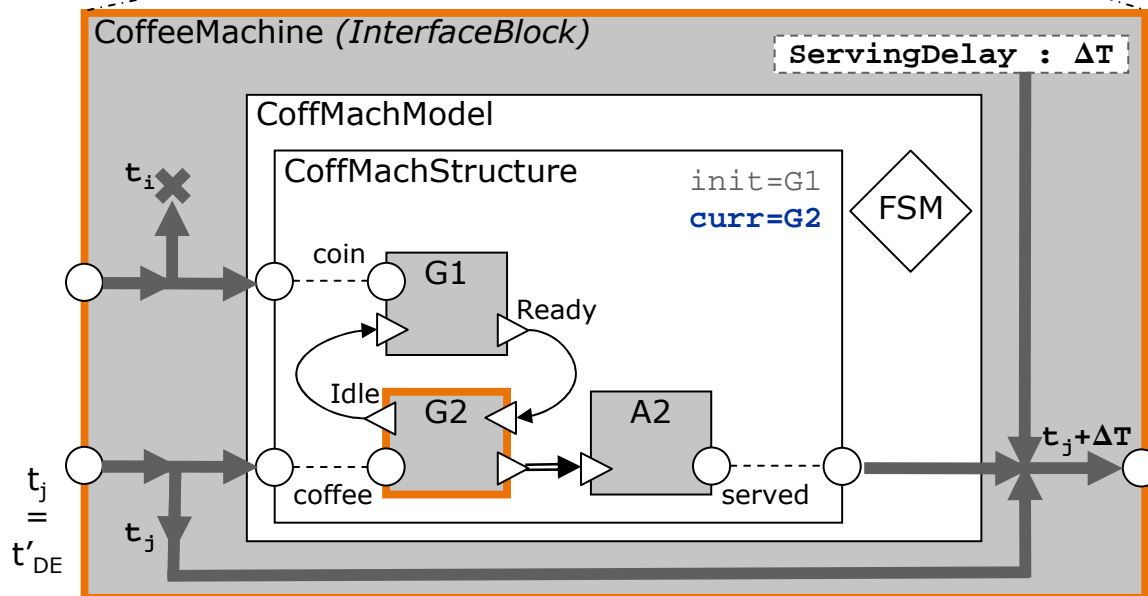 CoffeeMachine (InterfaceBlock)
ServingDelay : ΔT
CoffMachModel
CoffMachStructure
init=G1
curr=G2
FSM
tᵢ
coin
G1
Ready
Idle
G2
A2
tⱼ+ΔT
coffee
served
tⱼ
=
t'DE
tⱼ